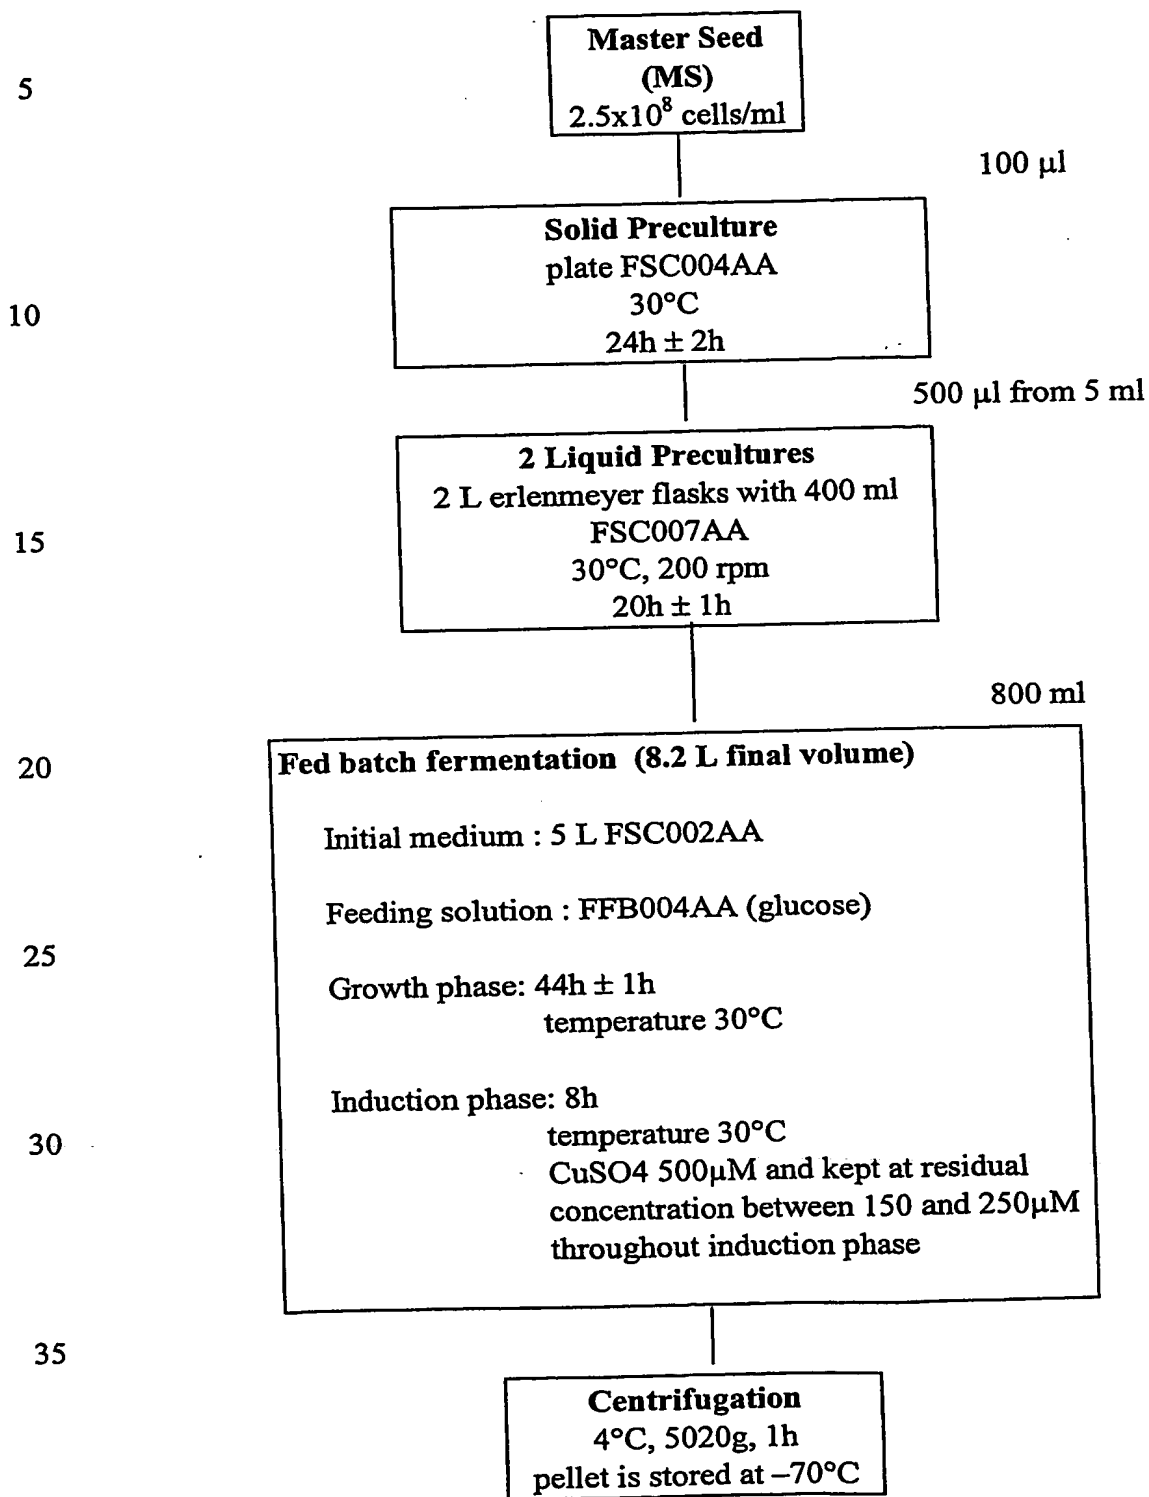 Master Seed
5
(MS)
2.5x10⁸ cells/ml
100 µl
Solid Preculture
plate FSC004AA
10
30°C
24h ± 2h
500 µl from 5 ml
2 Liquid Precultures
2 L erlenmeyer flasks with 400 ml
15
FSC007AA
30°C, 200 rpm
20h ± 1h
800 ml
20
Fed batch fermentation (8.2 L final volume)
Initial medium : 5 L FSC002AA
Feeding solution : FFB004AA (glucose)
25
Growth phase: 44h ± 1h
temperature 30°C
Induction phase: 8h
30
temperature 30°C
CuSO4 500µM and kept at residual
concentration between 150 and 250µM
throughout induction phase
35
Centrifugation
4°C, 5020g, 1h
pellet is stored at –70°C